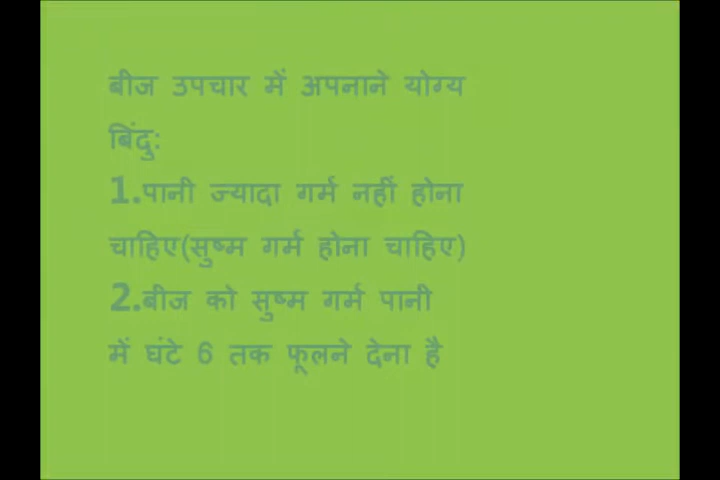 बीज उपचार में अपनाने योग्य
बिंदु:
1.पानी ज्यादा गर्म नहीं होना
चाहिए(सुष्म गर्म होना चाहिए)
2.बीज को सुष्म गर्म पानी
में घंटे 6 तक फूलने देना है